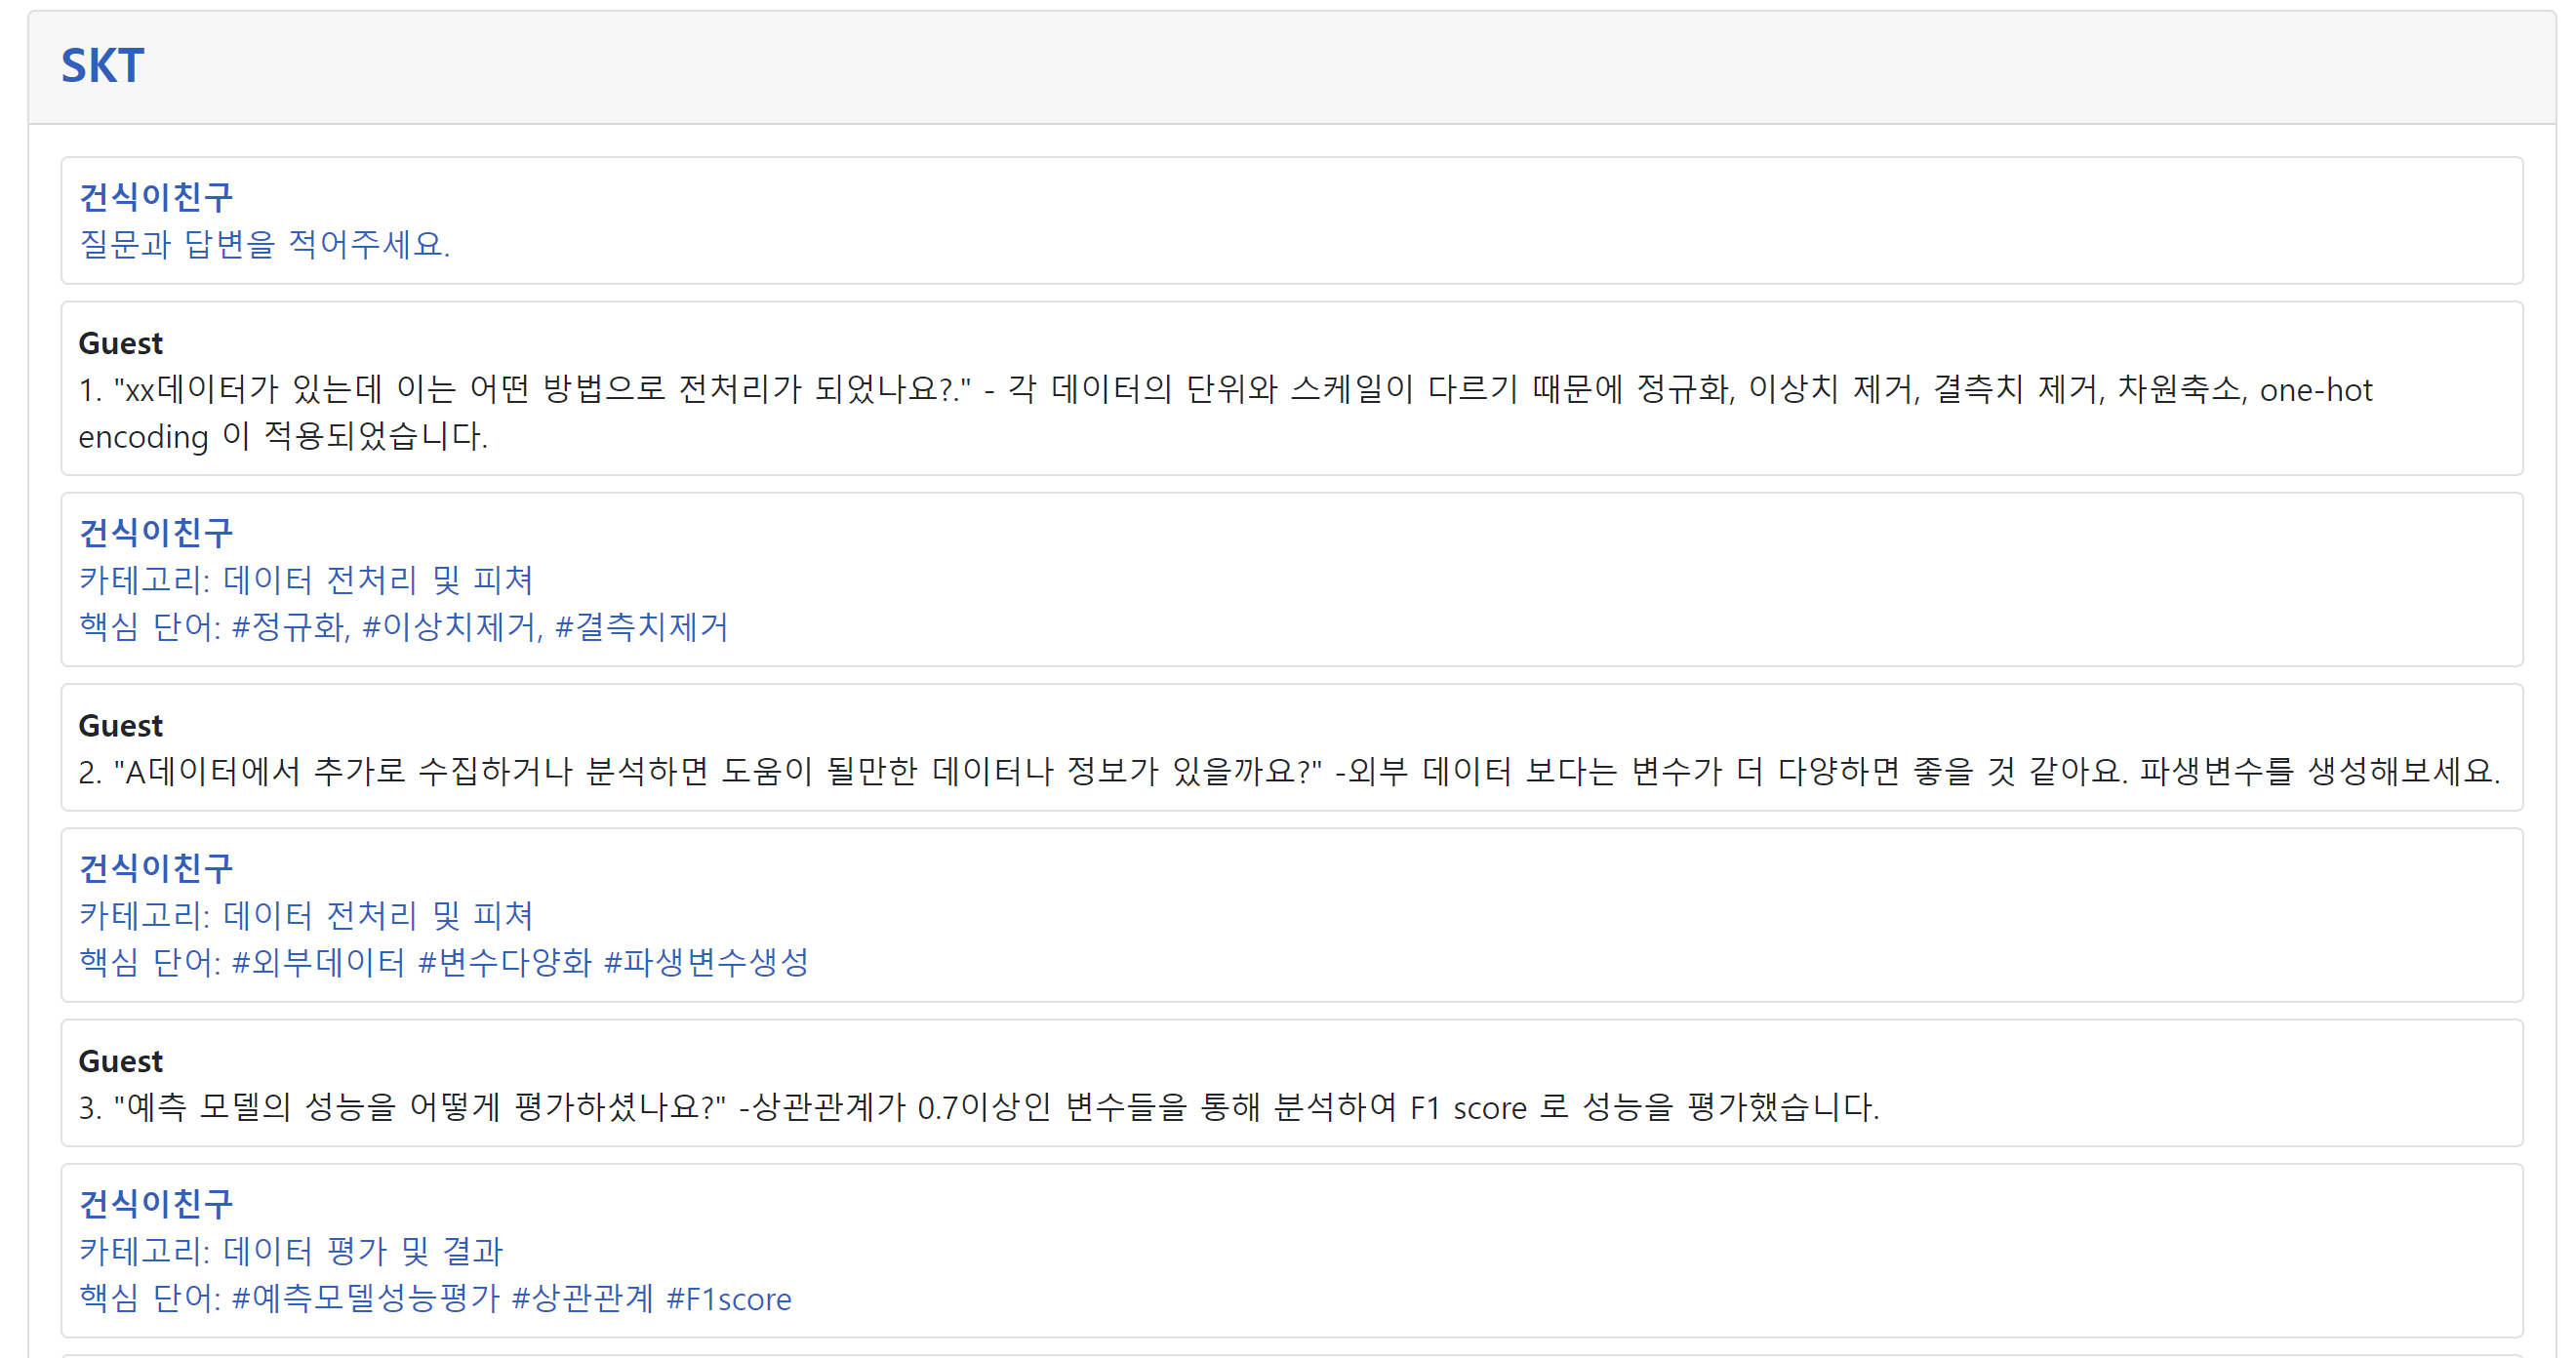 SKT
건식이친구
질문과 답변을 적어주세요.
Guest
1. "xx데이터가 있는데 이는 어떤 방법으로 전처리가 되었나요?." - 각 데이터의 단위와 스케일이 다르기 때문에 정규화, 이상치 제거, 결측치 제거, 차원축소, one-hot
encoding 이 적용되었습니다.
건식이친구
카테고리: 데이터 전처리 및 피쳐
핵심 단어: #정규화, #이상치제거, #결측치제거
Guest
2. "A데이터에서 추가로 수집하거나 분석하면 도움이 될만한 데이터나 정보가 있을까요?" -외부 데이터 보다는 변수가 더 다양하면 좋을 것 같아요. 파생변수를 생성해보세요.
건식이친구
카테고리: 데이터 전처리 및 피쳐
핵심 단어: #외부데이터 #변수다양화 #파생변수생성
Guest
3. "예측 모델의 성능을 어떻게 평가하셨나요?" -상관관계가 0.7이상인 변수들을 통해 분석하여 F1 score 로 성능을 평가했습니다.
건식이친구
카테고리: 데이터 평가 및 결과
핵심 단어: #예측모델성능평가 #상관관계 #F1score